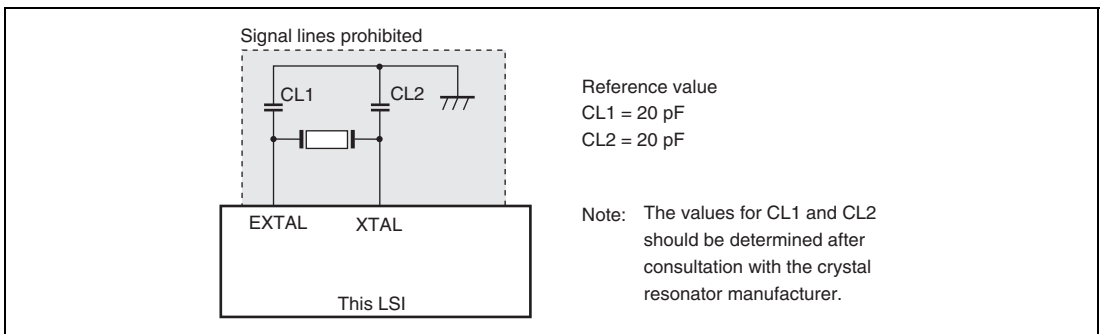 Signal lines prohibited
CL1
CL2
EXTAL
XTAL
This LSI
Reference value
CL1 = 20 pF
CL2 = 20 pF
Note: The values for CL1 and CL2
should be determined after
consultation with the crystal
resonator manufacturer.